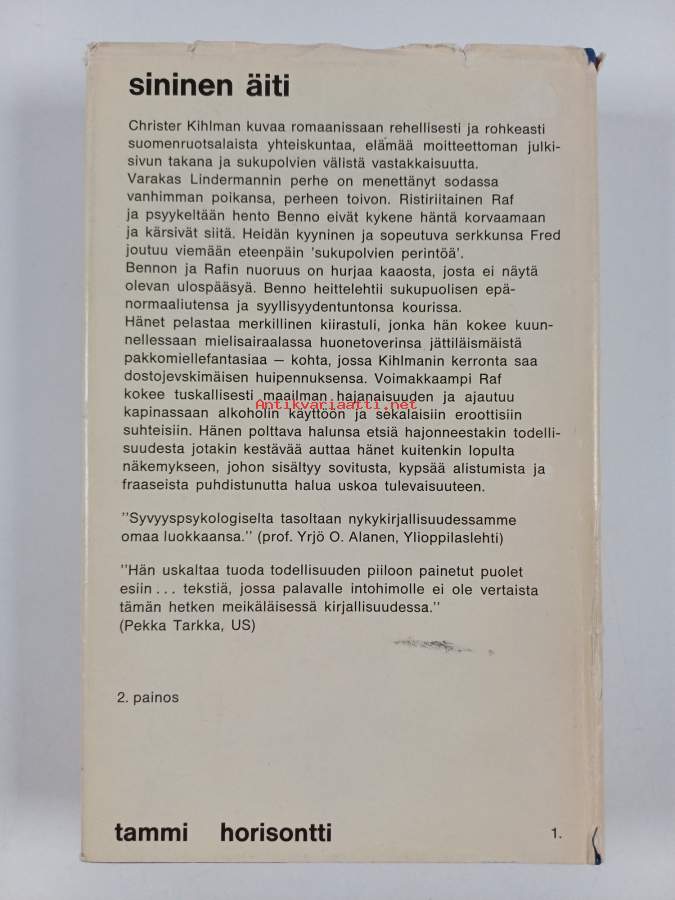 sininen äiti
Christer Kihlman kuvaa romaanissaan rehellisesti ja rohkeasti
suomenruotsalaista yhteiskuntaa, elämää moitteettoman julki-
sivun takana ja sukupolvien välistä vastakkaisuutta.
Varakas Lindermannin perhe on menettänyt sodassa
vanhimman poikansa, perheen toivon. Ristiriitainen Raf
ja psyykeltään hento Benno eivät kykene häntä korvaamaan
ja kärsivät siitä. Heidän kyyninen ja sopeutuva serkkunsa Fred
joutuu viemään eteenpäin 'sukupolvien perintöä'.
Bennon ja Rafin nuoruus on hurjaa kaaosta, josta ei näytä
olevan ulospääsyä. Benno heittelehtii sukupuolisen epä-
normaaliutensa ja syyllisyydentuntonsa kourissa.
Hänet pelastaa merkillinen kiirastuli, jonka hän kokee kuun-
nellessaan mielisairaalassa huonetoverinsa jättiläismäistä
pakkomiellefantasiaa — kohta, jossa Kihlmanin kerronta saa
dostojevskimäisen huipennuksensa. Voimakkaampi Raf
kokee tuskallisesti maailman hajanaisuuden ja ajautuu
Antikvariaatti.net
kapinassaan alkoholin käyttöön ja sekalaisiin eroottisiin
suhteisiin. Hänen polttava halunsa etsiä hajonneestakin todelli-
suudesta jotakin kestävää auttaa hänet kuitenkin lopulta
näkemykseen, johon sisältyy sovitusta, kypsää alistumista ja
fraaseista puhdistunutta halua uskoa tulevaisuuteen.
"Syvyyspsykologiselta tasoltaan nykykirjallisuudessamme
omaa luokkaansa." (prof. Yrjö O. Alanen, Ylioppilaslehti)
"Hän uskaltaa tuoda todellisuuden piiloon painetut puolet
esiin... tekstiä, jossa palavalle intohimolle ei ole vertaista
tämän hetken meikäläisessä kirjallisuudessa."
(Pekka Tarkka, US)
2. painos
tammi horisontti 1.